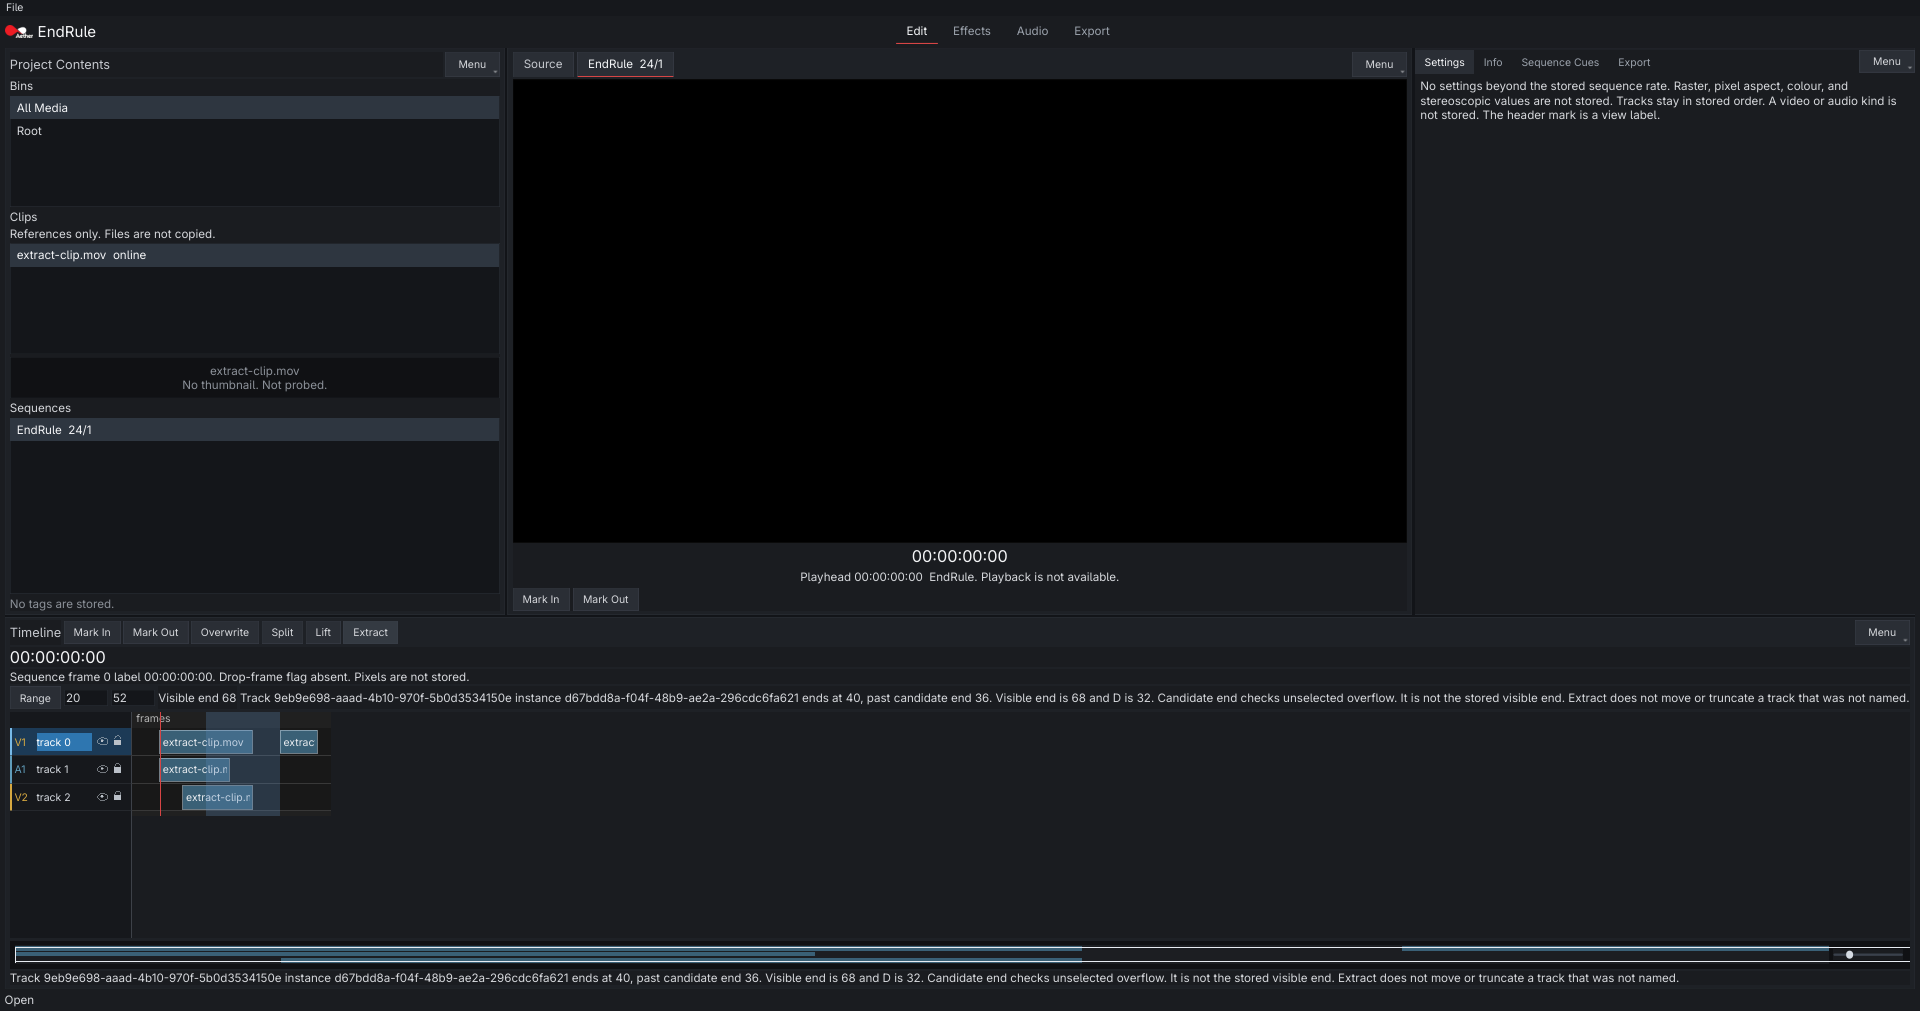 File
Aether EndRule
Edit Effects Audio Export
Project Contents Menu
Bins
All Media
Root
Clips
References only. Files are not copied.
extract-clip.mov online
extract-clip.mov
No thumbnail. Not probed.
Sequences
EndRule 24/1
No tags are stored.
Source EndRule 24/1 Menu
00:00:00:00
Playhead 00:00:00:00 EndRule. Playback is not available.
Mark In Mark Out
Settings Info Sequence Cues Export Menu
No settings beyond the stored sequence rate. Raster, pixel aspect, colour, and
stereoscopic values are not stored. Tracks stay in stored order. A video or audio kind is
not stored. The header mark is a view label.
Timeline Mark In Mark Out Overwrite Split Lift Extract Menu
00:00:00:00
Sequence frame 0 label 00:00:00:00. Drop-frame flag absent. Pixels are not stored.
Range 20 52 Visible end 68 Track 9eb9e698-aaad-4b10-970f-5b0d3534150e instance d67bdd8a-f04f-48b9-ae2a-296cdc6fa621 ends at 40, past candidate end 36. Visible end is 68 and D is 32. Candidate end checks unselected overflow. It is not the stored visible end. Extract does not move or truncate a track that was not named.
frames
V1 track 0 extract-clip.mov extrac
A1 track 1 extract-clip.m
V2 track 2 extract-clip.r
Track 9eb9e698-aaad-4b10-970f-5b0d3534150e instance d67bdd8a-f04f-48b9-ae2a-296cdc6fa621 ends at 40, past candidate end 36. Visible end is 68 and D is 32. Candidate end checks unselected overflow. It is not the stored visible end. Extract does not move or truncate a track that was not named.
Open